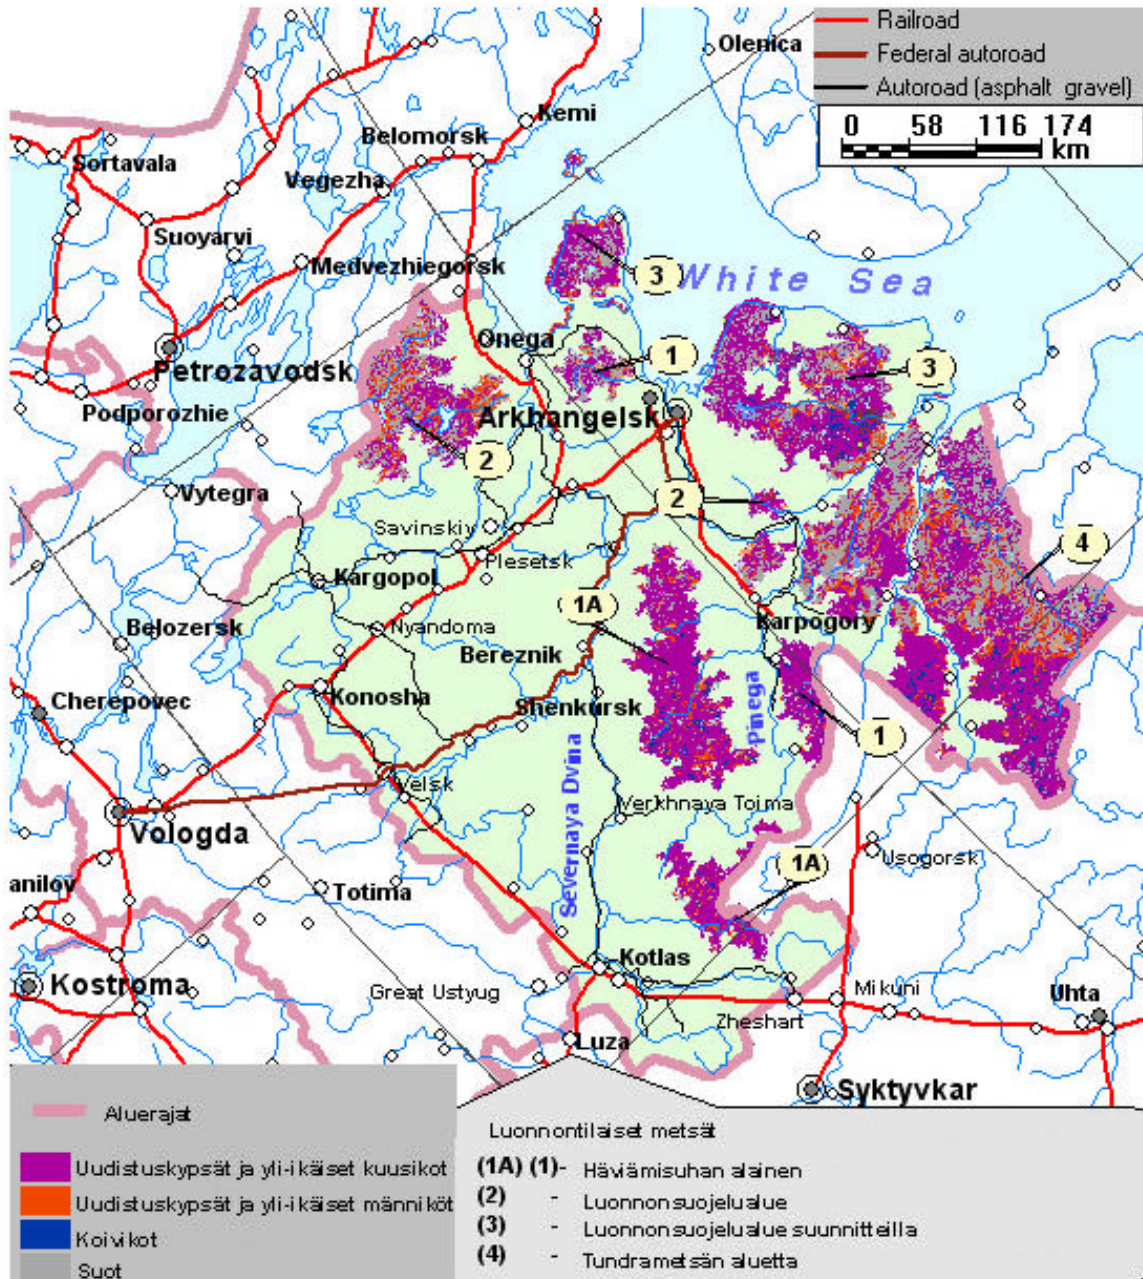 Railroad
Federal autoroad
Autoroad (asphalt gravel)
0 58 116 174
km
Olenica
Kemi
Belomorsk
Sortavala
Vegezha
Suoyarvi
Medvezhiegorsk
3
White Sea
Onega
1
3
Petrozavodsk
Podporozhie
Arkhangelsk
2
Vytegra
2
Savinskiy
4
Plesetsk
Kargopol
1A
Karpogory
Nyandoma
Belozersk
Bereznik
Konosha
Cherepovec
Shenkursk
Pinega
1
Severnaya Dvina
Velsk
Verkhnaya Toima
Vologda
1A
Usogorsk
anilov
Totima
Kotlas
Kostroma
Great Ustyug
Mikuni
Uhta
Zheshart
Luza
Syktyvkar
Aluerajat
Uudistuskypsät ja yli-ikäiset kuusikot
Uudistuskypsät ja yli-ikäiset männiköt
Koivikot
Suot
Luonnontilaiset metsät
(1A) (1)- Häviämisuhan alainen
(2) - Luonnonsuojelualue
(3) - Luonnonsuojelualue suunnitteilla
(4) - Tundrametsän aluetta